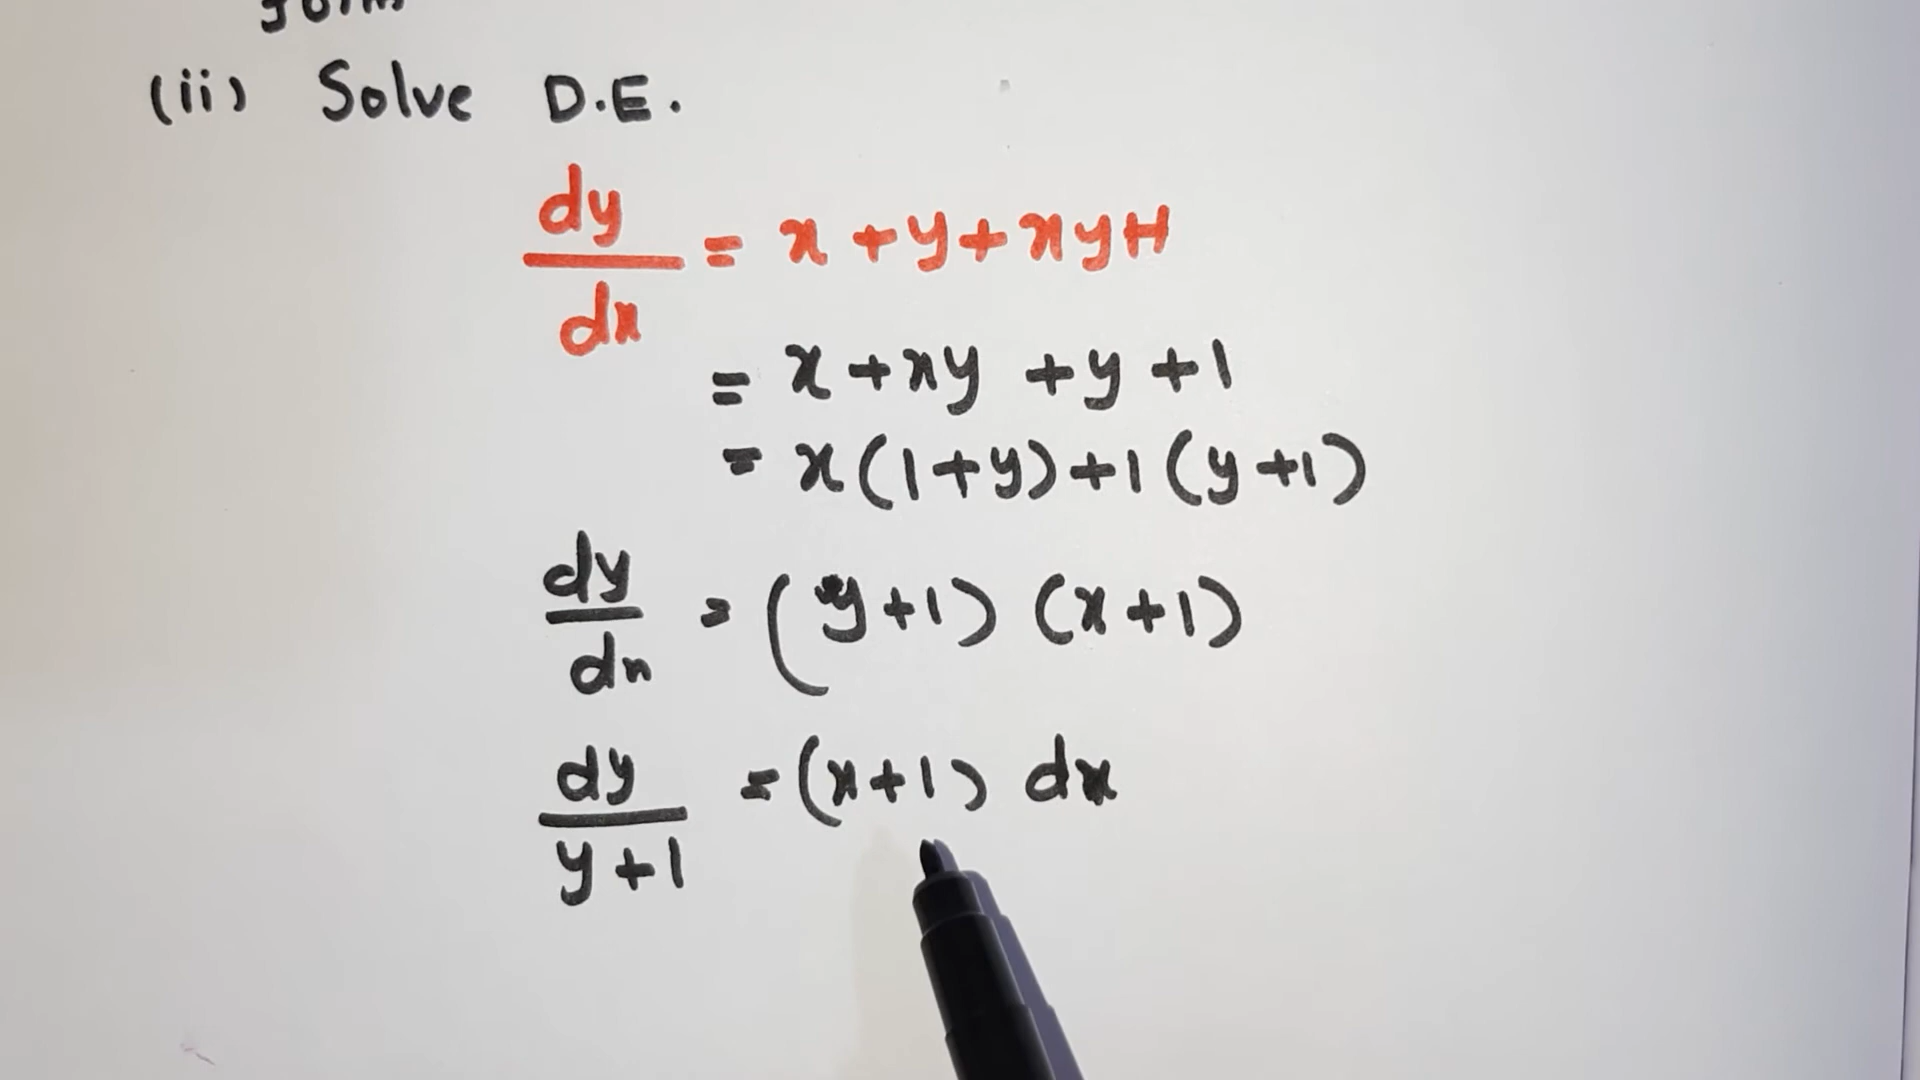 form
(ii) Solve D.E.
dy/dx = x + y + xy+1
= x + xy + y + 1
= x(1+y)+1(y+1)
dy/dx = (y+1) (x+1)
dy/y+1 = (x+1) dx